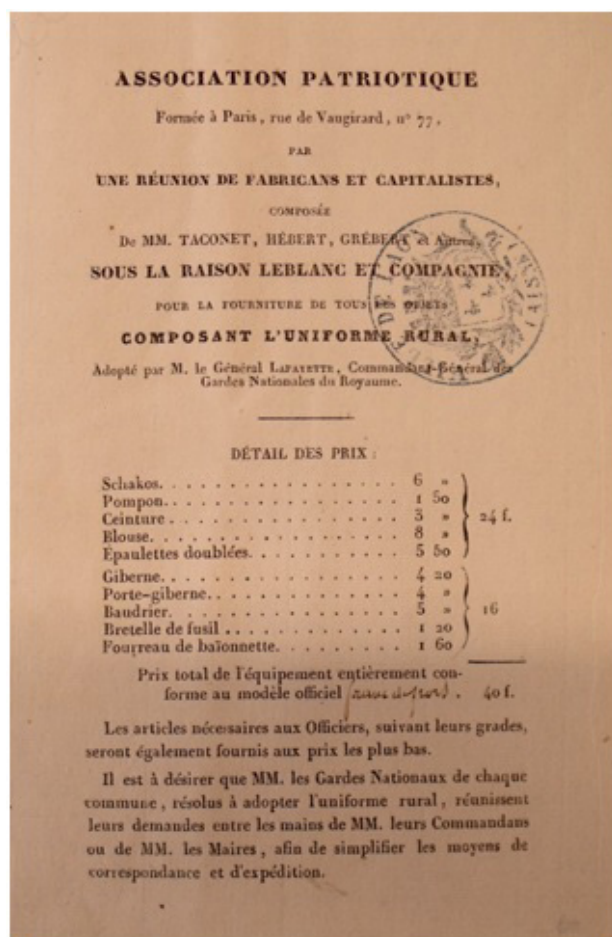 ASSOCIATION PATRIOTIQUE
Formée à Paris, rue de Vaugirard, n° 77,
PAR
UNE RÉUNION DE FABRICANS ET CAPITALISTES,
COMPOSÉE
De MM. TACONET, HÉBERT, GRÉBERT et Autres,
SOUS LA RAISON LEBLANC ET COMPAGNIE,
POUR LA FOURNITURE DE TOUS LES OBJETS
COMPOSANT L'UNIFORME RURAL,
Adopté par M. le Général LAFAYETTE, Commandant-Général des
Gardes Nationales du Royaume.
DÉTAIL DES PRIX :
Schakos. . . . . . . . . . . . . . . . . 6 »
Pompon. . . . . . . . . . . . . . . . . 1 50
Ceinture . . . . . . . . . . . . . . . . 3 » 24 f.
Blouse. . . . . . . . . . . . . . . . . 8 »
Épaulettes doublées. . . . . . . . . . . 5 50
Giberne. . . . . . . . . . . . . . . . . 4 20
Porte-giberne. . . . . . . . . . . . . . 4 »
Baudrier. . . . . . . . . . . . . . . . 5 » 16
Bretelle de fusil . . . . . . . . . . . . 1 20
Fourreau de baïonnette. . . . . . . . . . 1 60
Prix total de l'équipement entièrement con-
forme au modèle officiel . 40 f.
Les articles nécessaires aux Officiers, suivant leurs grades,
seront également fournis aux prix les plus bas.
Il est à désirer que MM. les Gardes Nationaux de chaque
commune, résolus à adopter l'uniforme rural, réunissent
leurs demandes entre les mains de MM. leurs Commandans
ou de MM. les Maires, afin de simplifier les moyens de
correspondance et d'expédition.